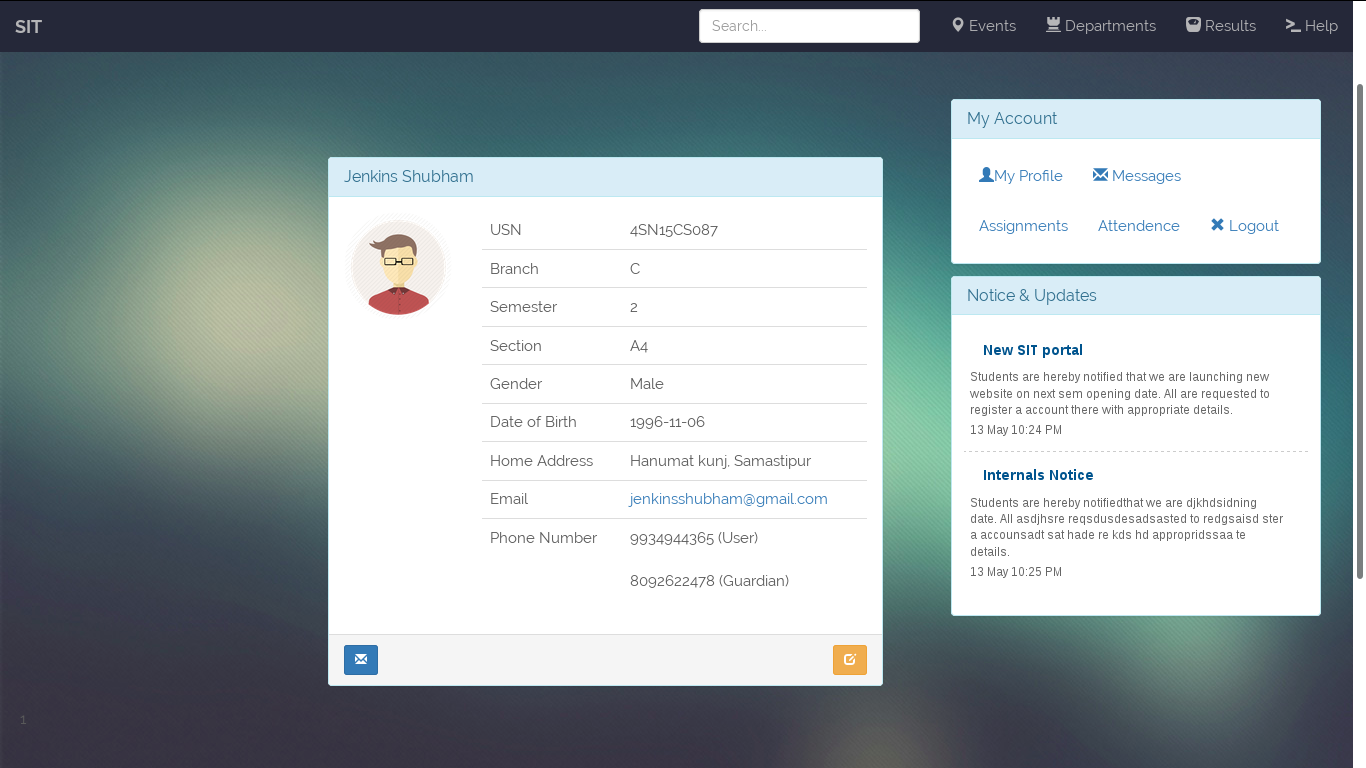 SIT
Search...
Events
Departments
Results
Help
Jenkins Shubham
USN 4SN15CS087
Branch C
Semester 2
Section A4
Gender Male
Date of Birth 1996-11-06
Home Address Hanumat kunj, Samastipur
Email jenkinsshubham@gmail.com
Phone Number 9934944365 (User)
8092622478 (Guardian)
My Account
My Profile Messages
Assignments Attendence Logout
Notice & Updates
New SIT portal
Students are hereby notified that we are launching new
website on next sem opening date. All are requested to
register a account there with appropriate details.
13 May 10:24 PM
Internals Notice
Students are hereby notifiedthat we are djkhdsidning
date. All asdjhsre reqsdusdesadsasted to redgsaisd ster
a accounsadt sat hade re kds hd appropridssaa te
details.
13 May 10:25 PM
1